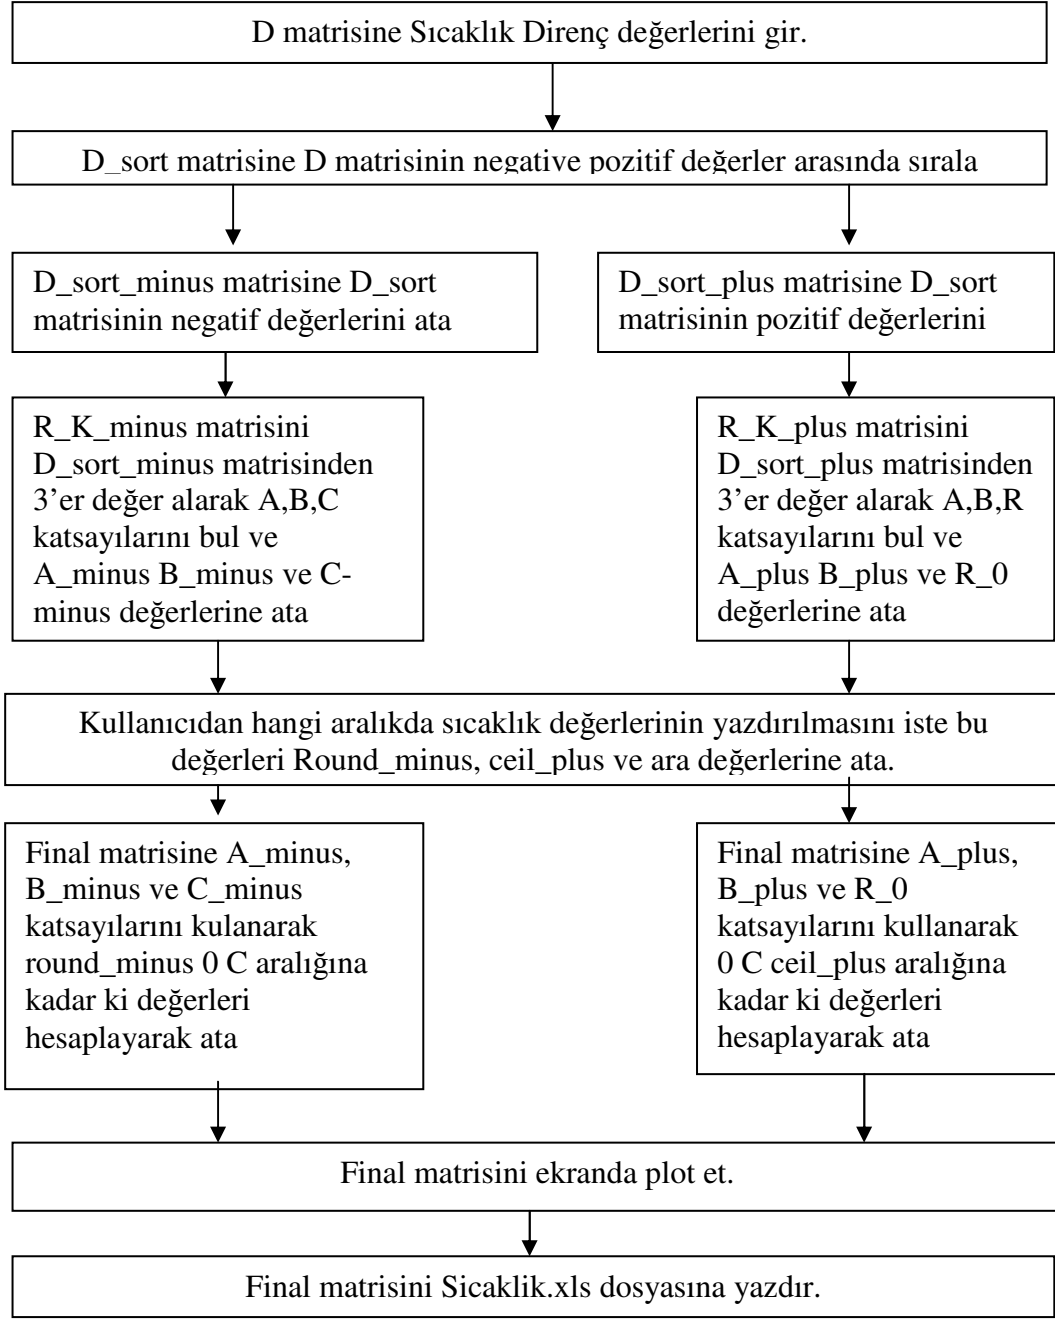 D matrisine Sıcaklık Direnç değerlerini gir.
D_sort matrisine D matrisinin negative pozitif değerler arasında sırala
D_sort_minus matrisine D_sort
matrisinin negatif değerlerini ata
D_sort_plus matrisine D_sort
matrisinin pozitif değerlerini
R_K_minus matrisini
D_sort_minus matrisinden
3’er değer alarak A,B,C
katsayılarını bul ve
A_minus B_minus ve C-
minus değerlerine ata
R_K_plus matrisini
D_sort_plus matrisinden
3’er değer alarak A,B,R
katsayılarını bul ve
A_plus B_plus ve R_0
değerlerine ata
Kullanıcıdan hangi aralıkda sıcaklık değerlerinin yazdırılmasını iste bu
değerleri Round_minus, ceil_plus ve ara değerlerine ata.
Final matrisine A_minus,
B_minus ve C_minus
katsayılarını kulanarak
round_minus 0 C aralığına
kadar ki değerleri
hesaplayarak ata
Final matrisine A_plus,
B_plus ve R_0
katsayılarını kullanarak
0 C ceil_plus aralığına
kadar ki değerleri
hesaplayarak ata
Final matrisini ekranda plot et.
Final matrisini Sicaklik.xls dosyasına yazdır.